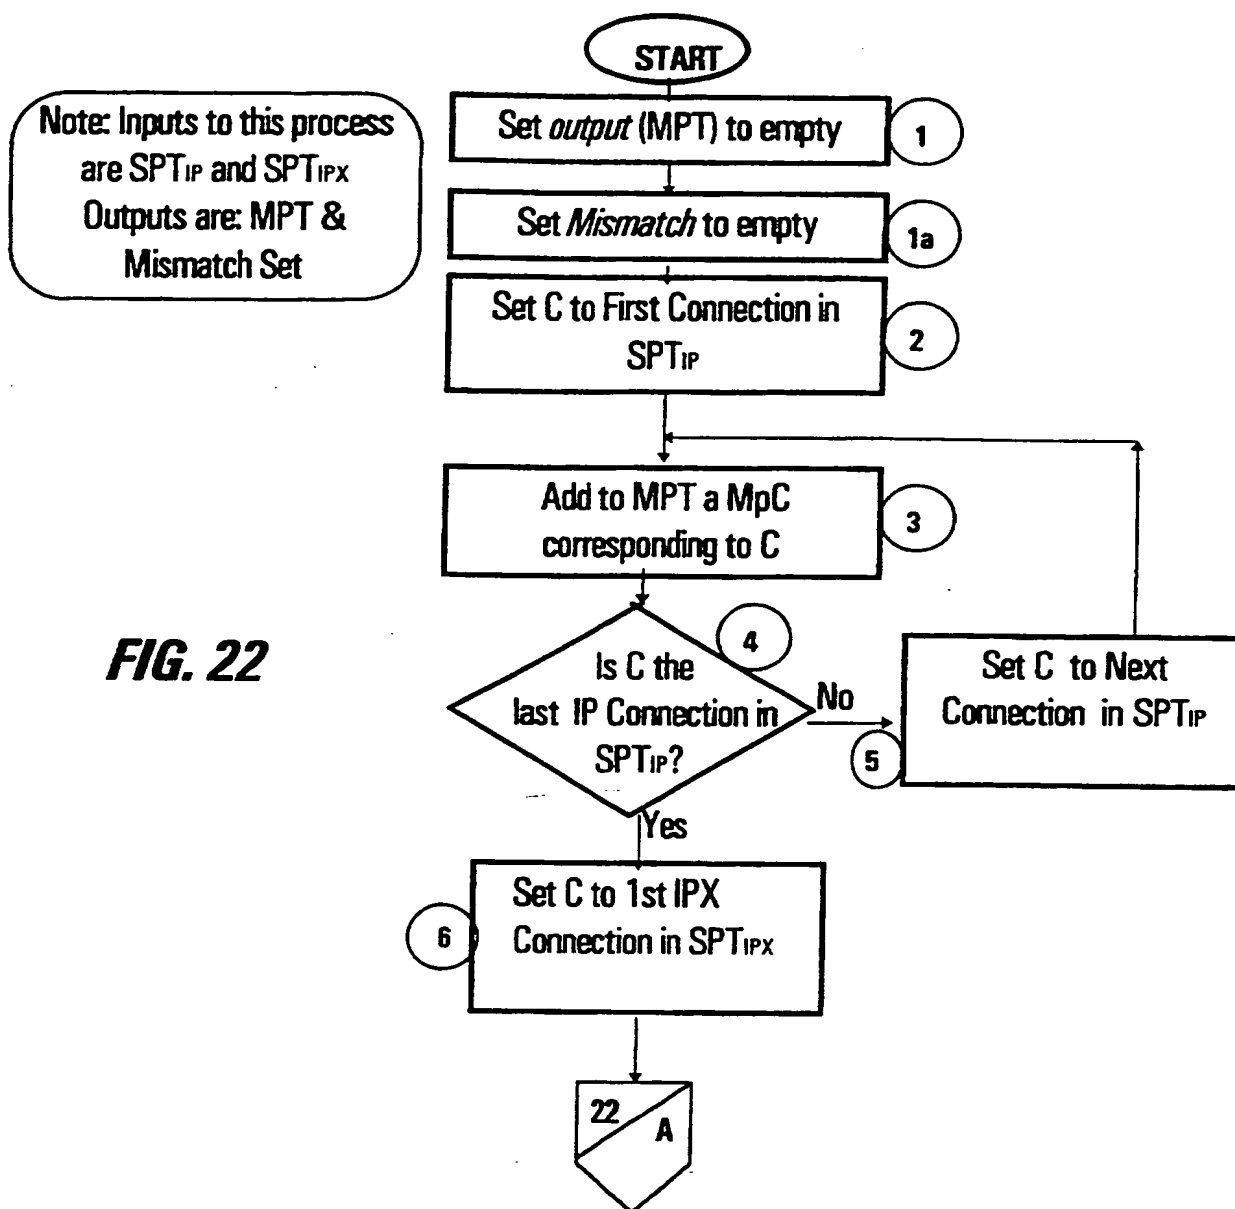 START
Note: Inputs to this process
are SPTIP and SPTIPX
Outputs are: MPT &
Mismatch Set
Set output (MPT) to empty
1
Set Mismatch to empty
1a
Set C to First Connection in
SPTIP
2
Add to MPT a MpC
corresponding to C
3
FIG. 22
4
Is C the
last IP Connection in
SPTIP?
No
Set C to Next
Connection in SPTIP
5
Yes
Set C to 1st IPX
Connection in SPTIPX
6
22
A